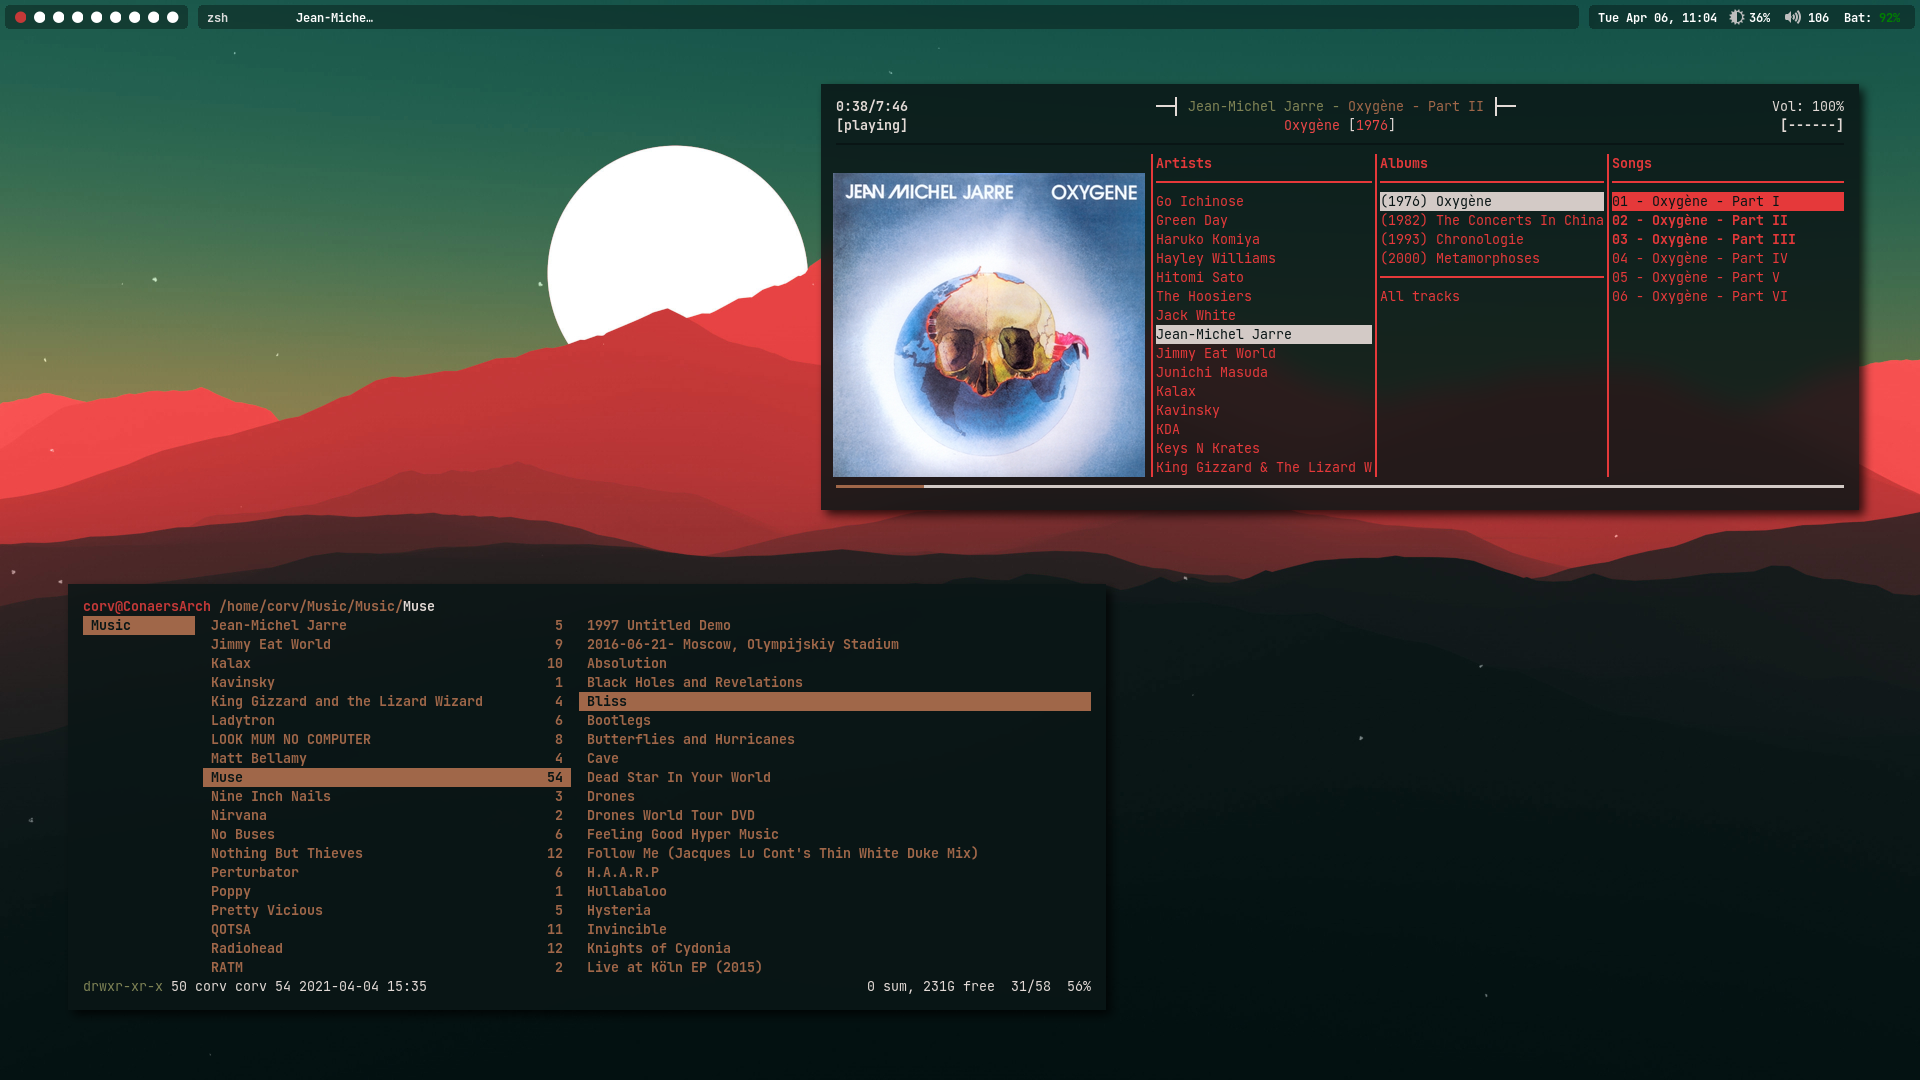 zsh Jean-Miche… Tue Apr 06, 11:04 36% 106 Bat: 92%
0:38/7:46 Jean-Michel Jarre - Oxygène - Part II Vol: 100%
[playing] Oxygène [1976] [------]
JEAN MICHEL JARRE OXYGENE
Artists
Go Ichinose
Green Day
Haruko Komiya
Hayley Williams
Hitomi Sato
The Hoosiers
Jack White
Jean-Michel Jarre
Jimmy Eat World
Junichi Masuda
Kalax
Kavinsky
KDA
Keys N Krates
King Gizzard & The Lizard W
Albums
(1976) Oxygène
(1982) The Concerts In China
(1993) Chronologie
(2000) Metamorphoses
All tracks
Songs
01 - Oxygène - Part I
02 - Oxygène - Part II
03 - Oxygène - Part III
04 - Oxygène - Part IV
05 - Oxygène - Part V
06 - Oxygène - Part VI
corv@ConaersArch /home/corv/Music/Music/Muse
Music
Jean-Michel Jarre 5
Jimmy Eat World 9
Kalax 10
Kavinsky 1
King Gizzard and the Lizard Wizard 4
Ladytron 6
LOOK MUM NO COMPUTER 8
Matt Bellamy 4
Muse 54
Nine Inch Nails 3
Nirvana 2
No Buses 6
Nothing But Thieves 12
Perturbator 6
Poppy 1
Pretty Vicious 5
QOTSA 11
Radiohead 12
RATM 2
1997 Untitled Demo
2016-06-21- Moscow, Olympijskiy Stadium
Absolution
Black Holes and Revelations
Bliss
Bootlegs
Butterflies and Hurricanes
Cave
Dead Star In Your World
Drones
Drones World Tour DVD
Feeling Good Hyper Music
Follow Me (Jacques Lu Cont's Thin White Duke Mix)
H.A.A.R.P
Hullabaloo
Hysteria
Invincible
Knights of Cydonia
Live at Köln EP (2015)
drwxr-xr-x 50 corv corv 54 2021-04-04 15:35 0 sum, 231G free 31/58 56%